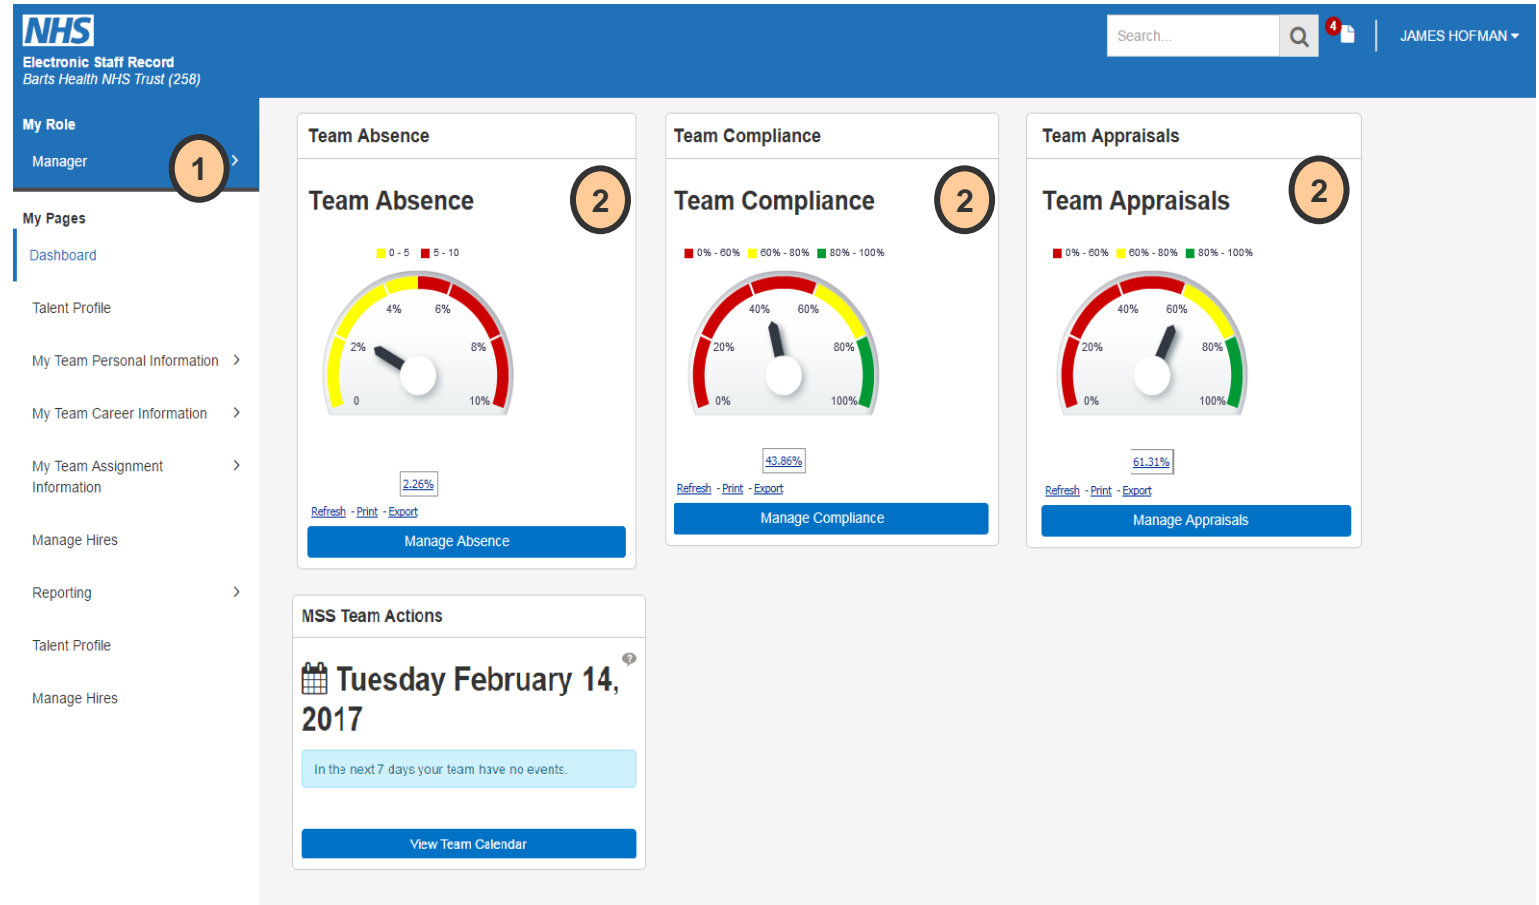 NHS
Electronic Staff Record
Barts Health NHS Trust (258)
Search...
4
JAMES HOFMAN
My Role
Manager
1
My Pages
Dashboard
Talent Profile
My Team Personal Information
My Team Career Information
My Team Assignment
Information
Manage Hires
Reporting
Talent Profile
Manage Hires
Team Absence
Team Absence
2
0 - 5 5 - 10
4% 6%
2% 8%
0 10%
2.26%
Refresh - Print - Export
Manage Absence
Team Compliance
Team Compliance
2
0% - 60% 60% - 80% 80% - 100%
40% 60%
20% 80%
0% 100%
43.86%
Refresh - Print - Export
Manage Compliance
Team Appraisals
Team Appraisals
2
0% - 60% 60% - 80% 80% - 100%
40% 60%
20% 80%
0% 100%
61.31%
Refresh - Print - Export
Manage Appraisals
MSS Team Actions
?
Tuesday February 14,
2017
In the next 7 days your team have no events.
View Team Calendar